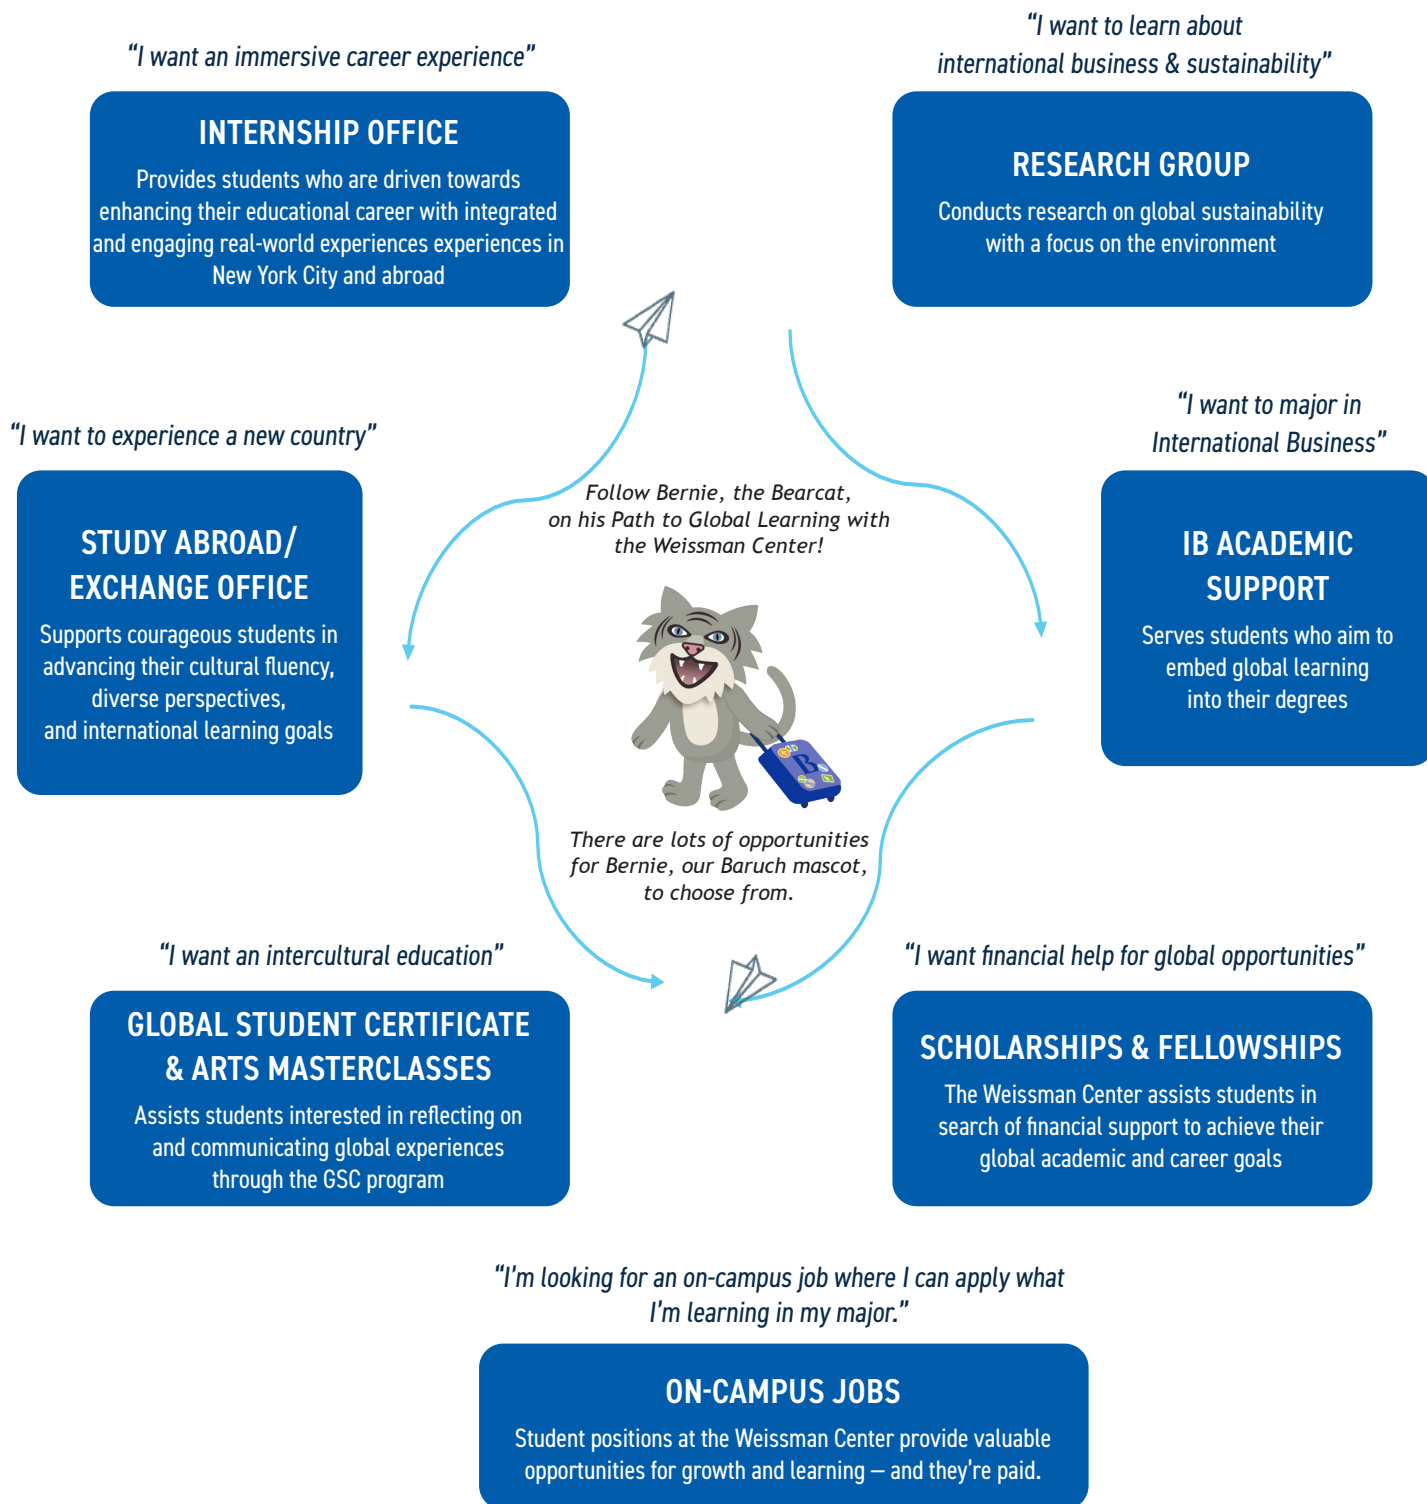 “I want an immersive career experience”
INTERNSHIP OFFICE
Provides students who are driven towards
enhancing their educational career with integrated
and engaging real-world experiences experiences in
New York City and abroad
“I want to learn about
international business & sustainability”
RESEARCH GROUP
Conducts research on global sustainability
with a focus on the environment
“I want to experience a new country”
STUDY ABROAD/
EXCHANGE OFFICE
Supports courageous students in
advancing their cultural fluency,
diverse perspectives,
and international learning goals
Follow Bernie, the Bearcat,
on his Path to Global Learning with
the Weissman Center!
B
There are lots of opportunities
for Bernie, our Baruch mascot,
to choose from.
“I want to major in
International Business”
IB ACADEMIC
SUPPORT
Serves students who aim to
embed global learning
into their degrees
“I want an intercultural education”
GLOBAL STUDENT CERTIFICATE
& ARTS MASTERCLASSES
Assists students interested in reflecting on
and communicating global experiences
through the GSC program
“I want financial help for global opportunities”
SCHOLARSHIPS & FELLOWSHIPS
The Weissman Center assists students in
search of financial support to achieve their
global academic and career goals
“I’m looking for an on-campus job where I can apply what
I’m learning in my major.”
ON-CAMPUS JOBS
Student positions at the Weissman Center provide valuable
opportunities for growth and learning – and they’re paid.